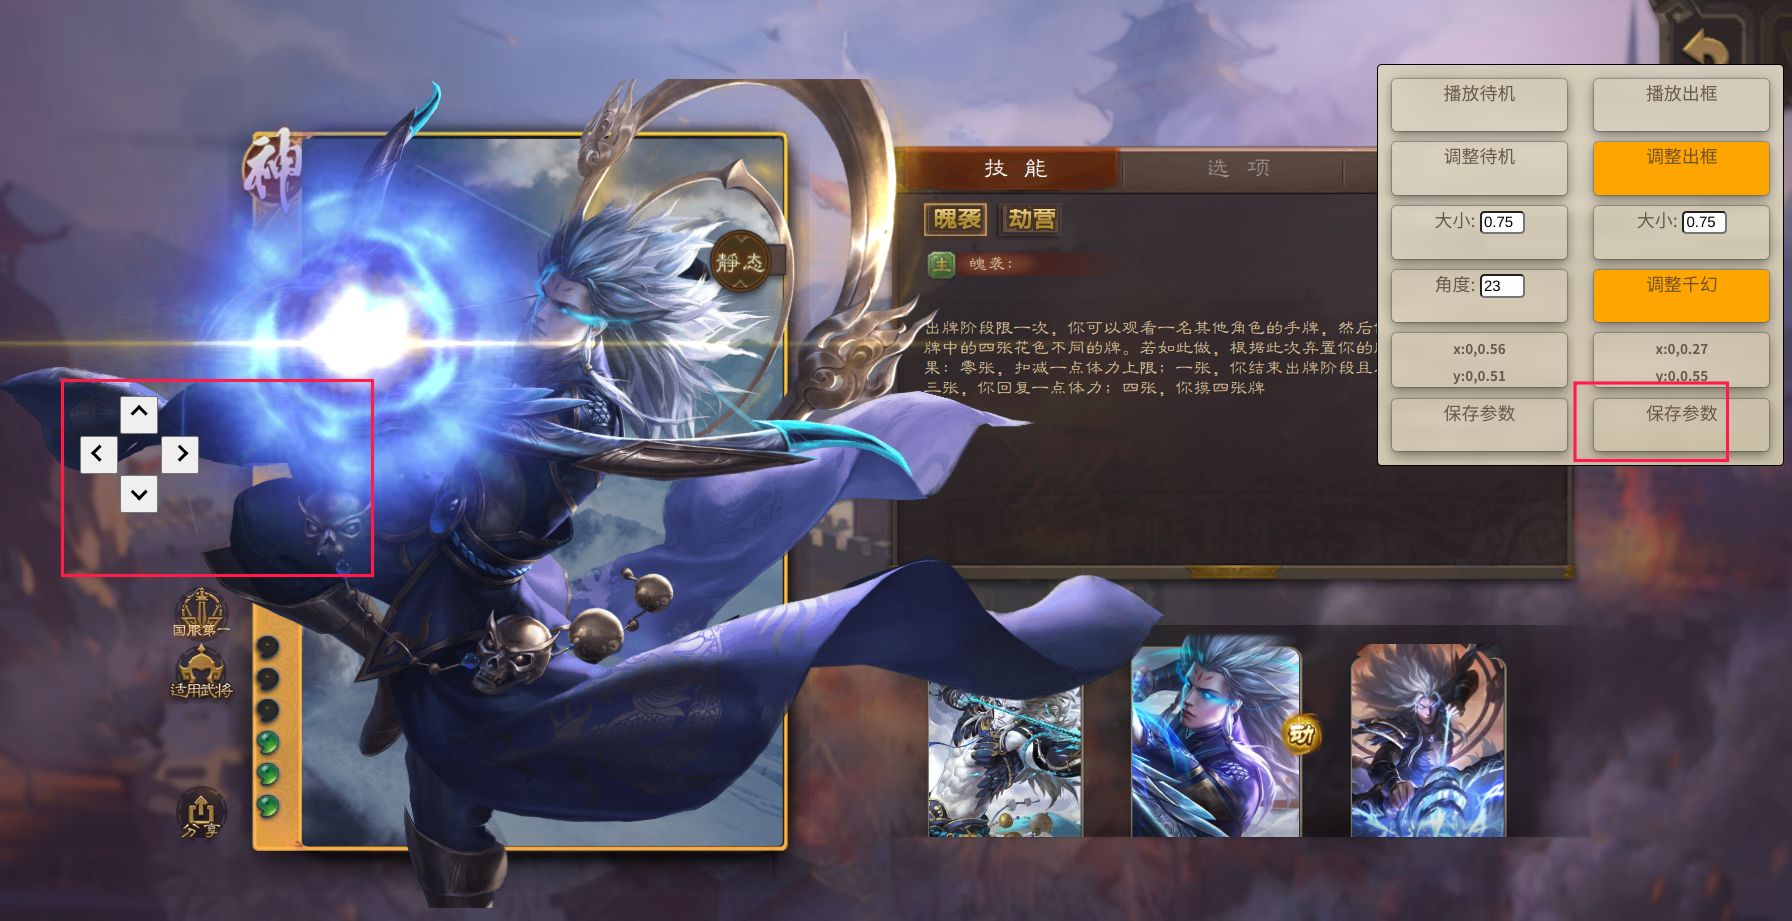 神
静态
国服第一
适用武将
分享
技能
选项
魄袭
劫营
主
魄袭:
出牌阶段限一次，你可以观看一名其他角色的手牌，然后
牌中的四张花色不同的牌。若如此做，根据此次弃置你的
果：零张，扣减一点体力上限；一张，你结束出牌阶段且
三张，你回复一点体力；四张，你摸四张牌
动
播放待机
播放出框
调整待机
调整出框
大小: 0.75
大小: 0.75
角度: 23
调整千幻
x:0,0.56
y:0,0.51
x:0,0.27
y:0,0.55
保存参数
保存参数